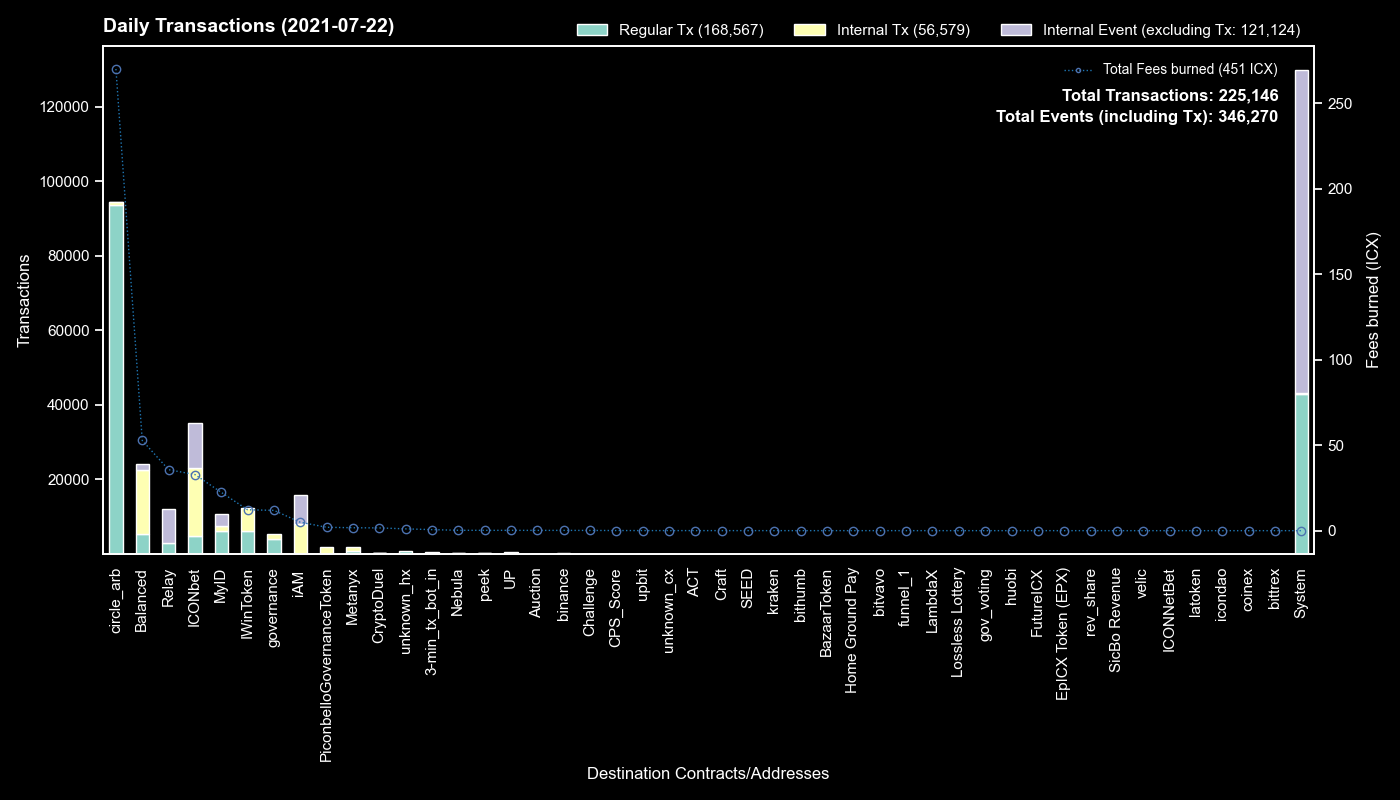 Daily Transactions (2021-07-22)
Regular Tx (168,567)
Internal Tx (56,579)
Internal Event (excluding Tx: 121,124)
Total Fees burned (451 ICX)
Total Transactions: 225,146
Total Events (including Tx): 346,270
Transactions
120000
100000
80000
60000
40000
20000
250
200
150
100
50
0
Fees burned (ICX)
circle_arb
Balanced
Relay
ICONbet
MyID
IWinToken
governance
iAM
PiconbelloGovernanceToken
Metanyx
CryptoDuel
unknown_hx
3-min_tx_bot_in
Nebula
peek
UP
Auction
binance
Challenge
CPS_Score
upbit
unknown_cx
ACT
Craft
SEED
kraken
bithumb
BazaarToken
Home Ground Pay
bitvavo
funnel_1
LambdaX
Lossless Lottery
gov_voting
huobi
FutureICX
EpICX Token (EPX)
rev_share
SicBo Revenue
velic
ICONNetBet
latoken
icondao
coinex
bittrex
System
Destination Contracts/Addresses